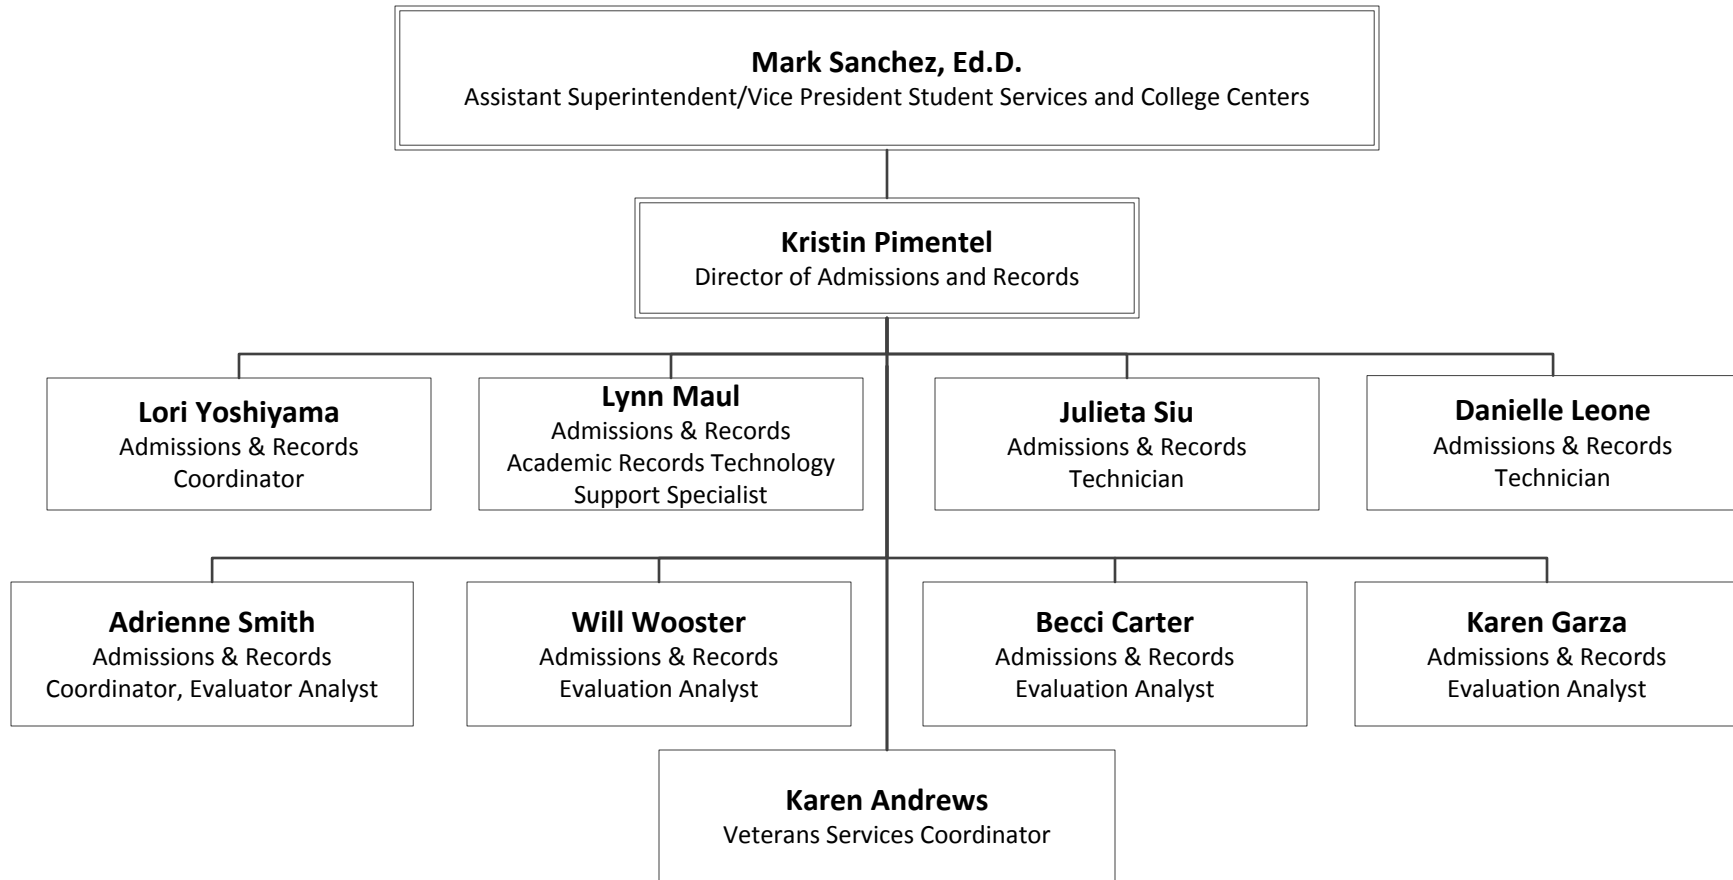 Mark Sanchez, Ed.D.
Assistant Superintendent/Vice President Student Services and College Centers
Kristin Pimentel
Director of Admissions and Records
Lori Yoshiyama
Admissions & Records
Coordinator
Lynn Maul
Admissions & Records
Academic Records Technology
Support Specialist
Julieta Siu
Admissions & Records
Technician
Danielle Leone
Admissions & Records
Technician
Adrienne Smith
Admissions & Records
Coordinator, Evaluator Analyst
Will Wooster
Admissions & Records
Evaluation Analyst
Becci Carter
Admissions & Records
Evaluation Analyst
Karen Garza
Admissions & Records
Evaluation Analyst
Karen Andrews
Veterans Services Coordinator